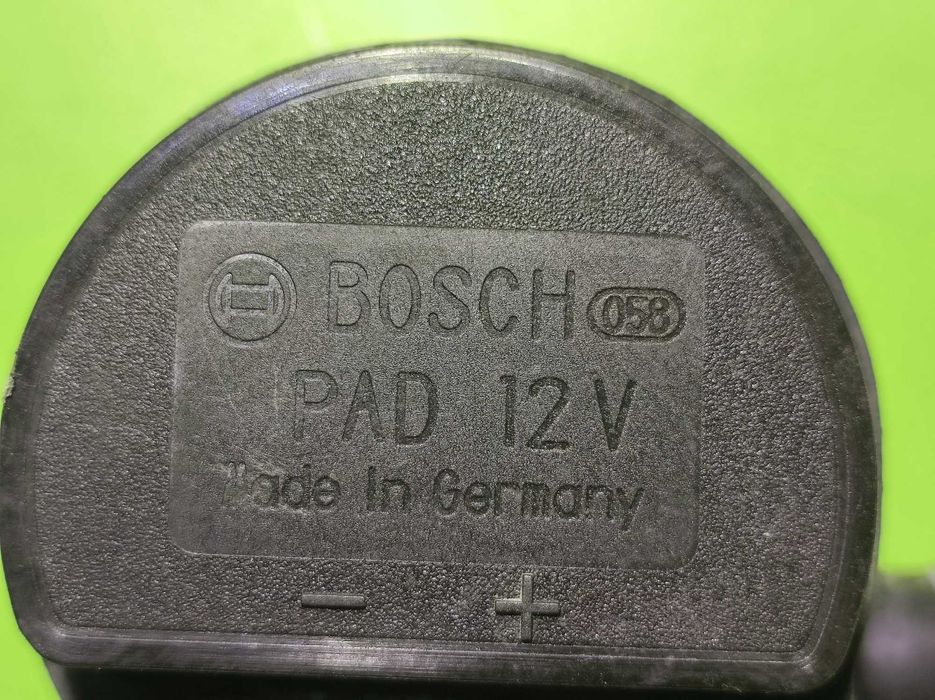 BOSCH 058
PAD 12V
Made In Germany
- +